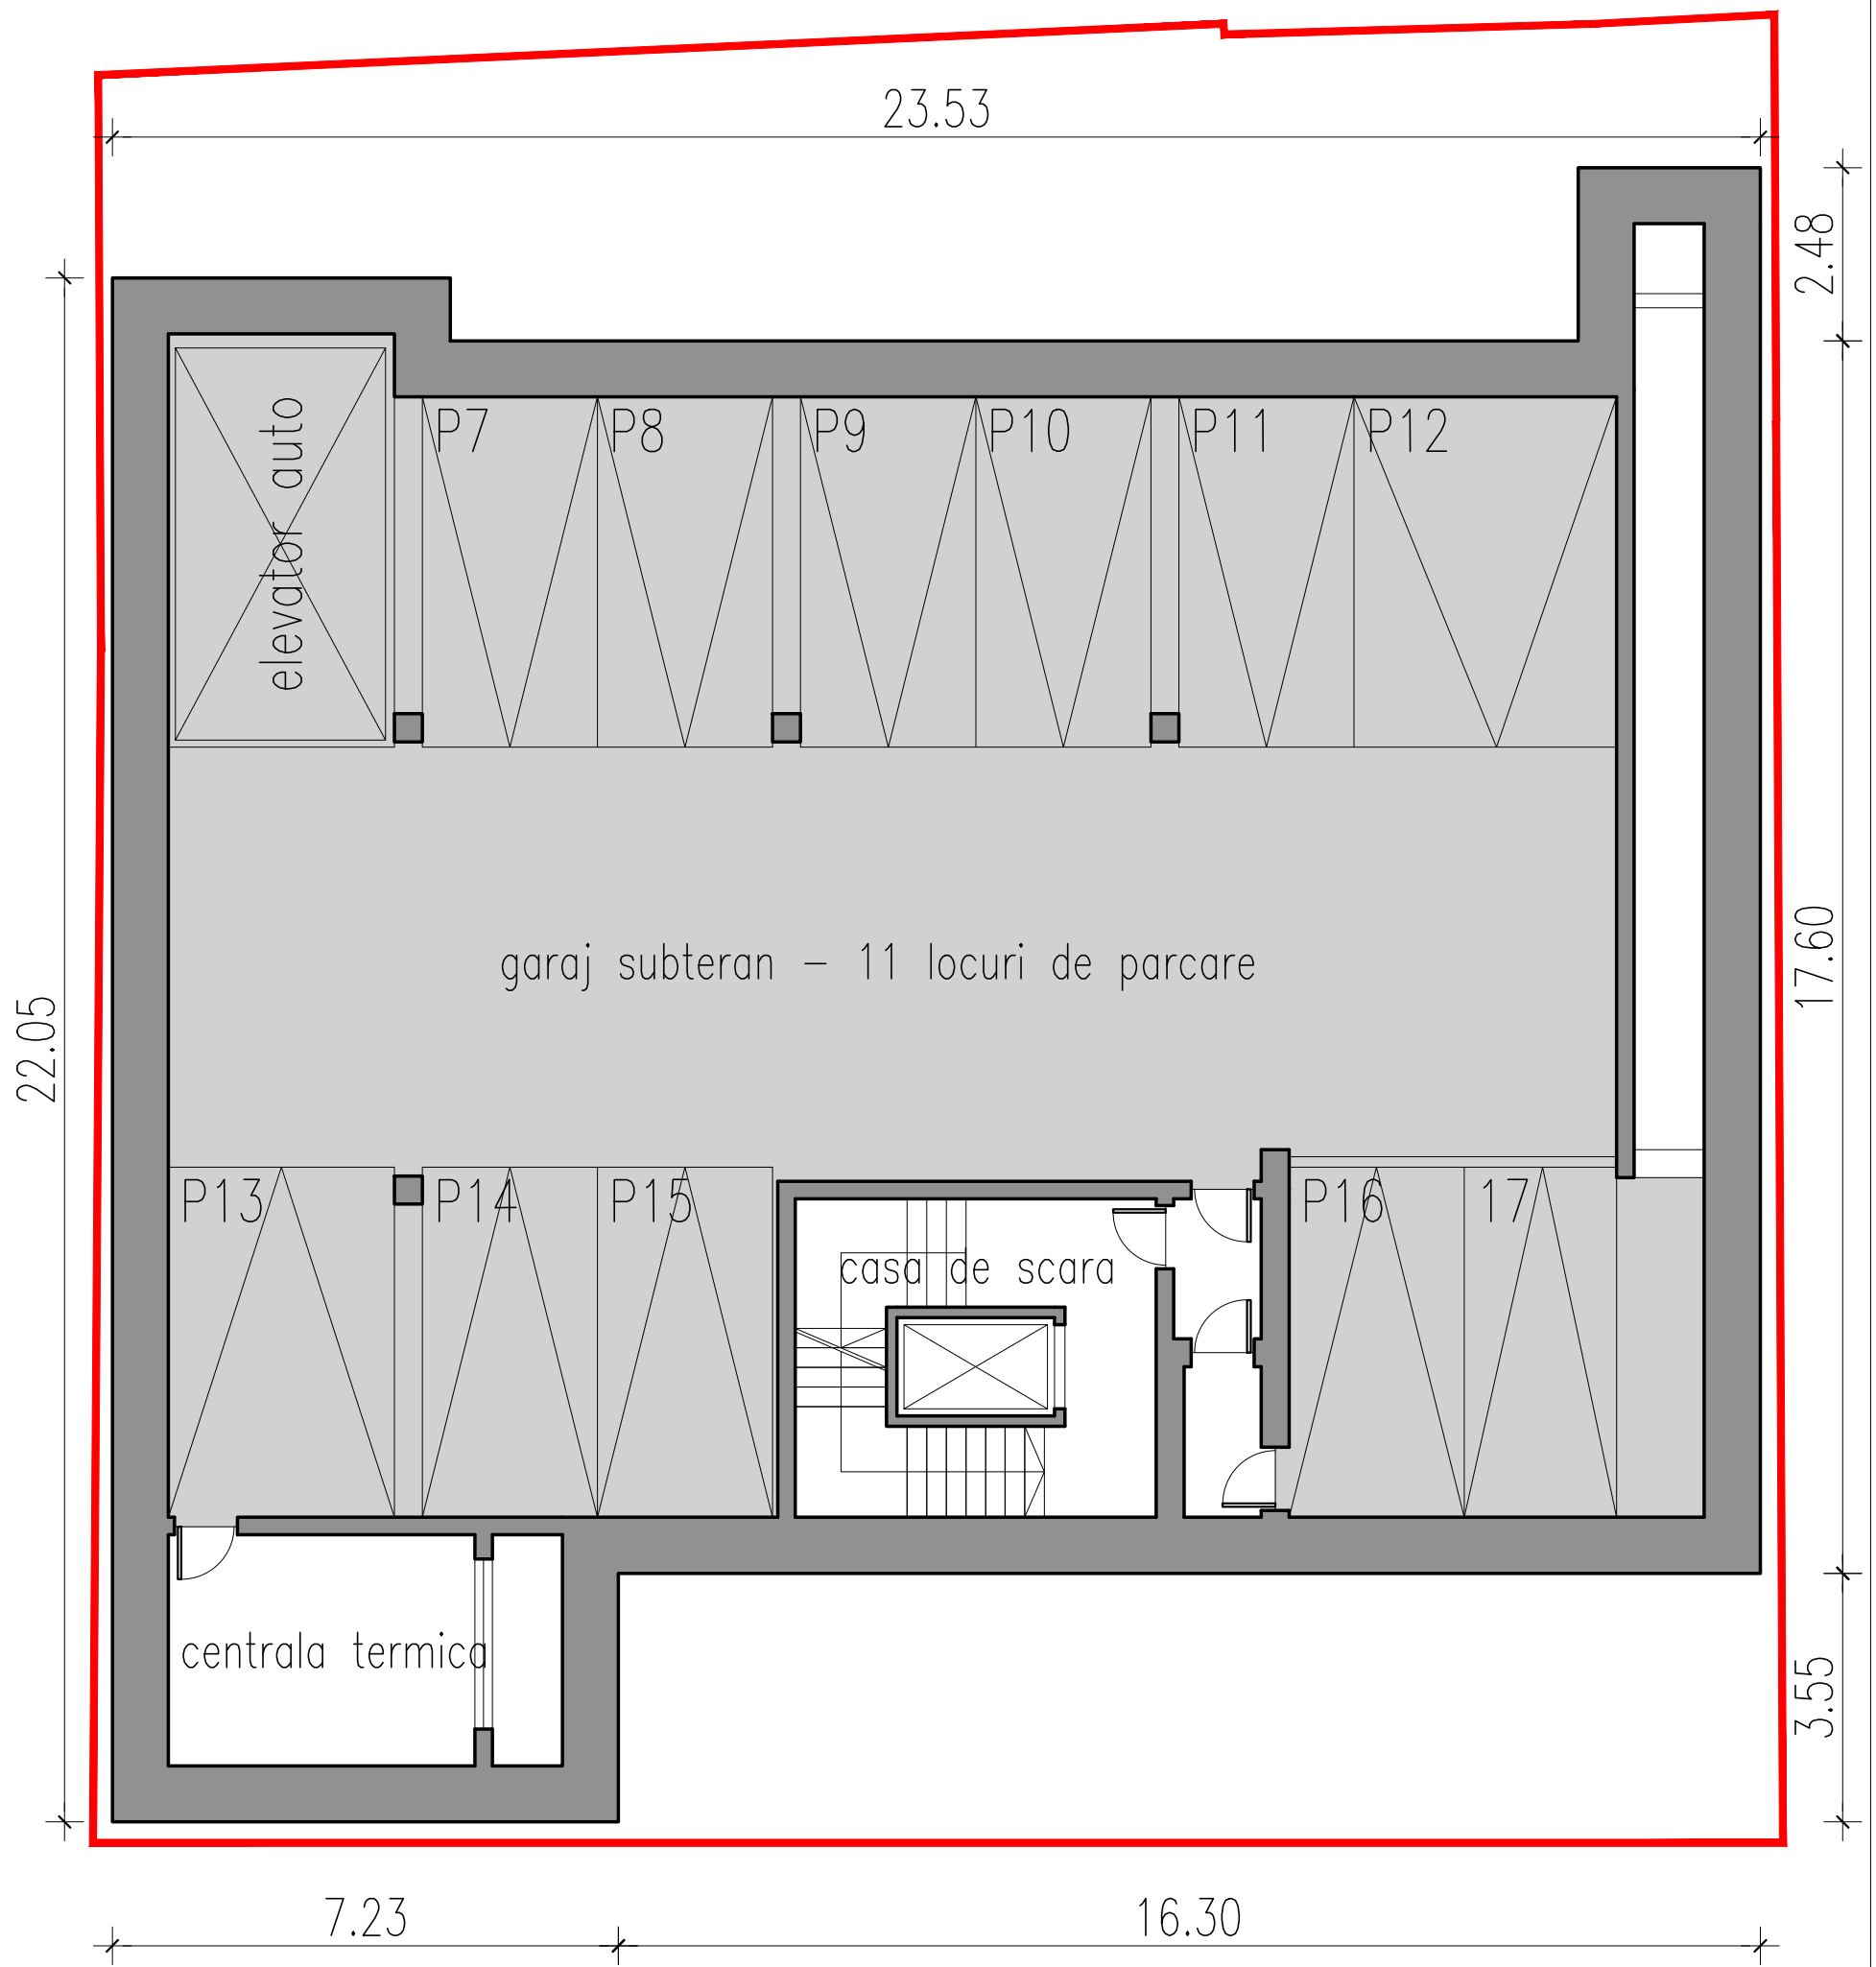 23.53
2.48
P7
P8
P9
P10
P11
P12
elevator auto
garaj subteran – 11 locuri de parcare
17.60
22.05
P13
P14
P15
P16
17
casa de scara
centrala termica
3.55
7.23
16.30